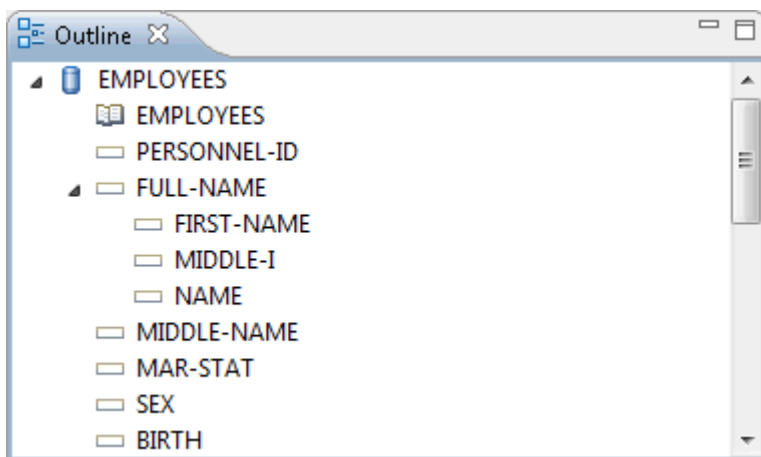 Outline
EMPLOYEES
EMPLOYEES
PERSONNEL-ID
FULL-NAME
FIRST-NAME
MIDDLE-I
NAME
MIDDLE-NAME
MAR-STAT
SEX
BIRTH